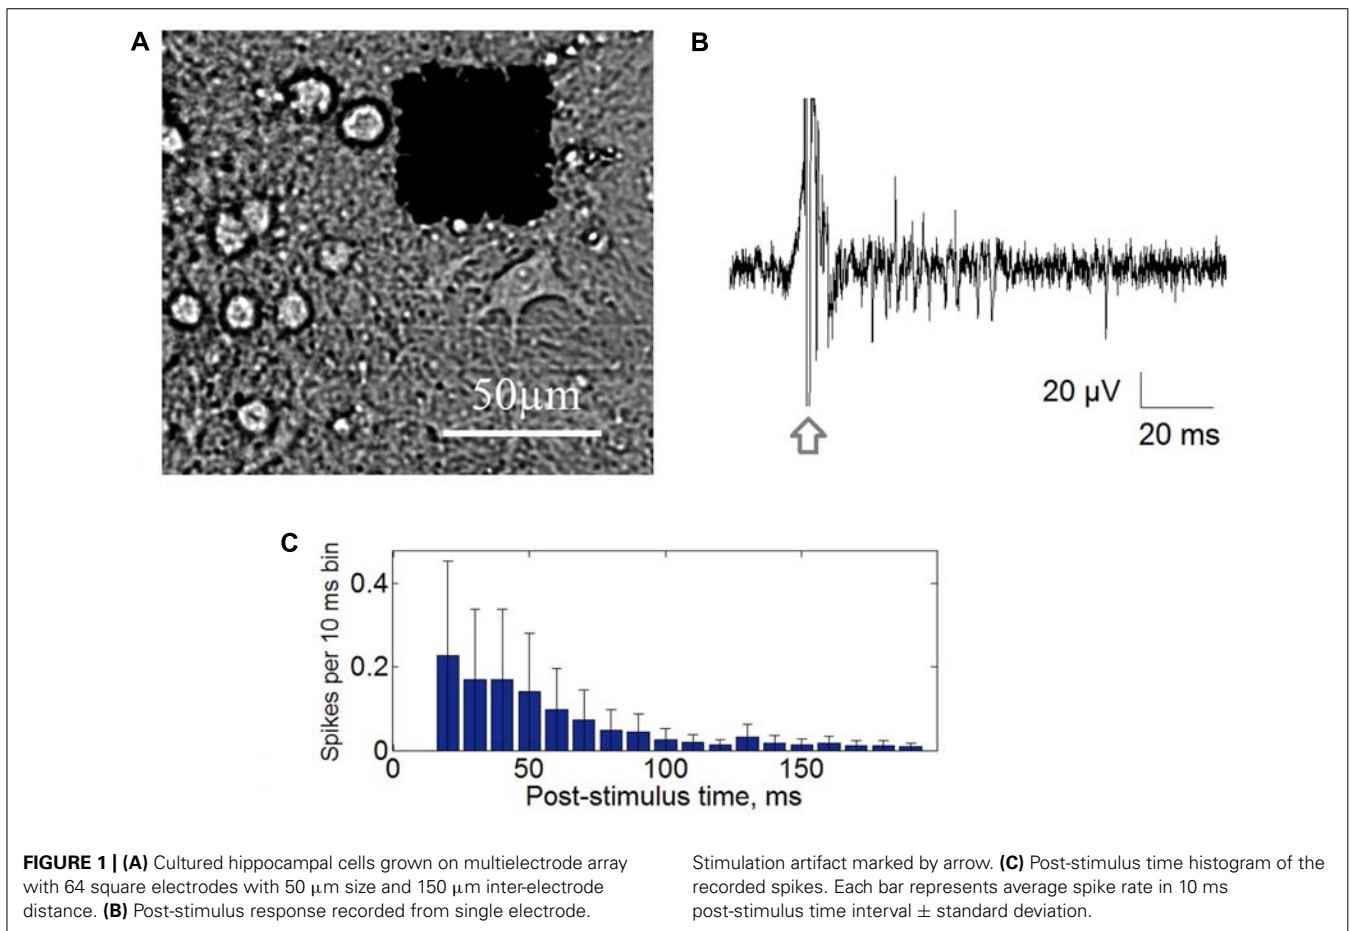 A
B
50µm
20 µV
20 ms
C
Spikes per 10 ms bin
0.4
0.2
0
0
50
100
150
Post-stimulus time, ms
FIGURE 1 | (A) Cultured hippocampal cells grown on multielectrode array
with 64 square electrodes with 50 µm size and 150 µm inter-electrode
distance. (B) Post-stimulus response recorded from single electrode.
Stimulation artifact marked by arrow. (C) Post-stimulus time histogram of the
recorded spikes. Each bar represents average spike rate in 10 ms
post-stimulus time interval ± standard deviation.